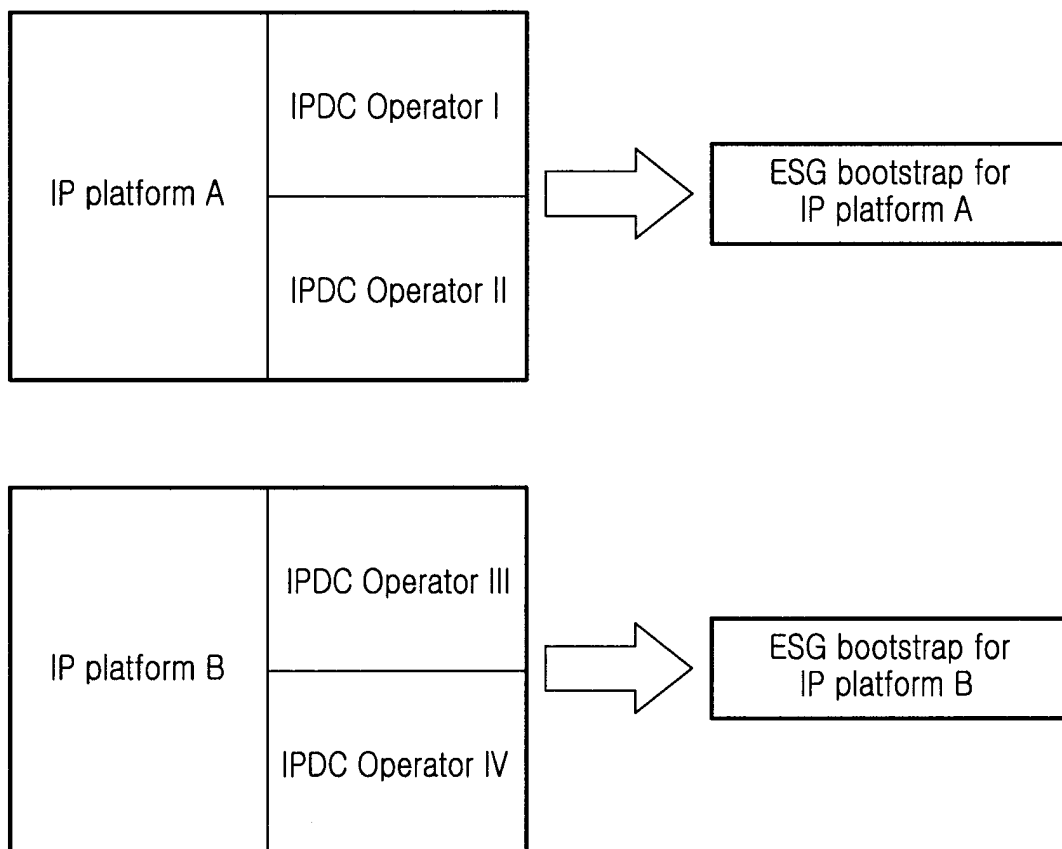 IP platform A
IPDC Operator I
IPDC Operator II
ESG bootstrap for
IP platform A
IP platform B
IPDC Operator III
IPDC Operator IV
ESG bootstrap for
IP platform B